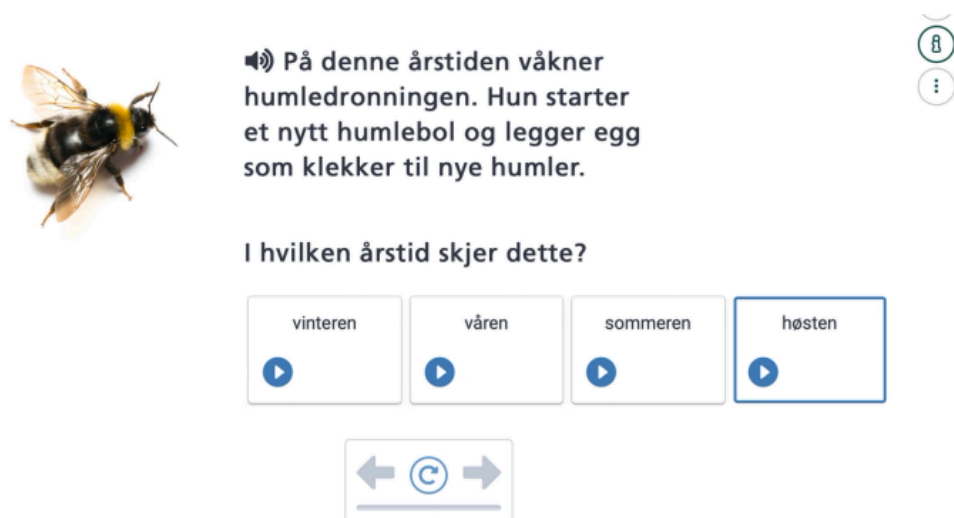 På denne årstiden våkner
humledronningen. Hun starter
et nytt humlebol og legger egg
som klekker til nye humler.
I hvilken årstid skjer dette?
vinteren
våren
sommeren
høsten